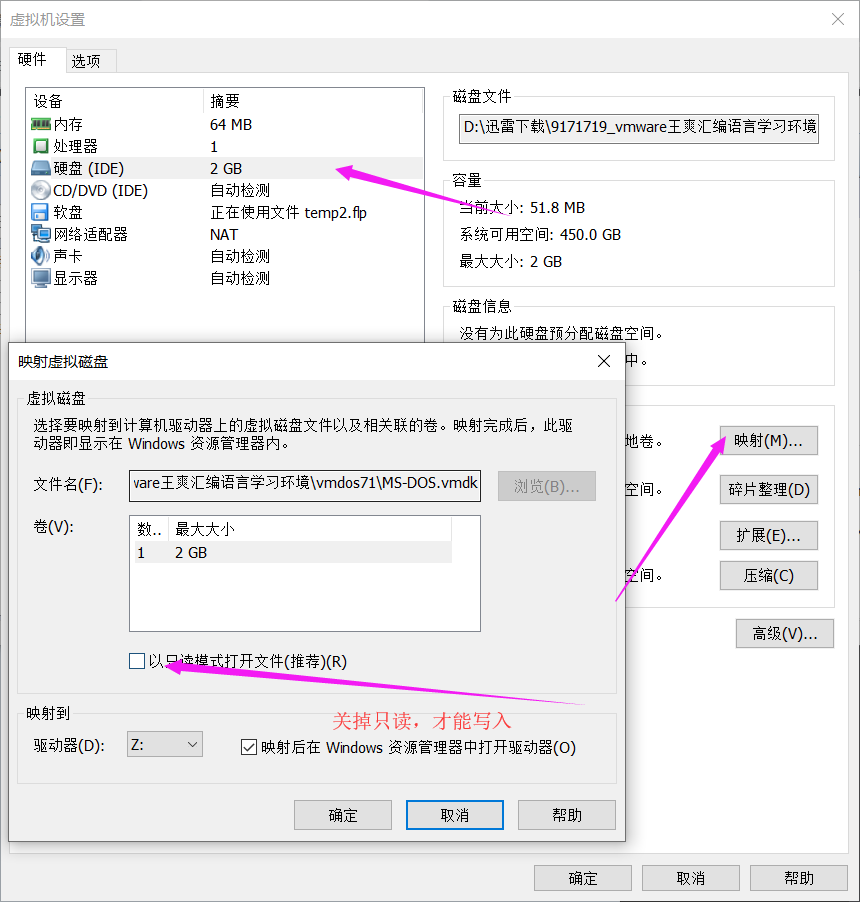 虚拟机设置
硬件
选项
设备
摘要
内存
64 MB
处理器
1
硬盘 (IDE)
2 GB
CD/DVD (IDE)
自动检测
软盘
正在使用文件 temp2.flp
网络适配器
NAT
声卡
自动检测
显示器
自动检测
磁盘文件
D:\迅雷下载\9171719_vmware王爽汇编语言学习环境
容量
当前大小: 51.8 MB
系统可用空间: 450.0 GB
最大大小: 2 GB
磁盘信息
没有为此硬盘预分配磁盘空间。
中。
地卷。
映射(M)...
空间。
碎片整理(D)
扩展(E)...
空间。
压缩(C)
高级(V)...
映射虚拟磁盘
虚拟磁盘
选择要映射到计算机驱动器上的虚拟磁盘文件以及相关联的卷。映射完成后，此驱
动器即显示在 Windows 资源管理器内。
文件名(F):
ware王爽汇编语言学习环境\vmdos71\MS-DOS.vmdk
浏览(B)...
卷(V):
数..
最大大小
1
2 GB
以只读模式打开文件(推荐)(R)
关掉只读，才能写入
映射到
驱动器(D):
Z:
映射后在 Windows 资源管理器中打开驱动器(O)
确定
取消
帮助
确定
取消
帮助